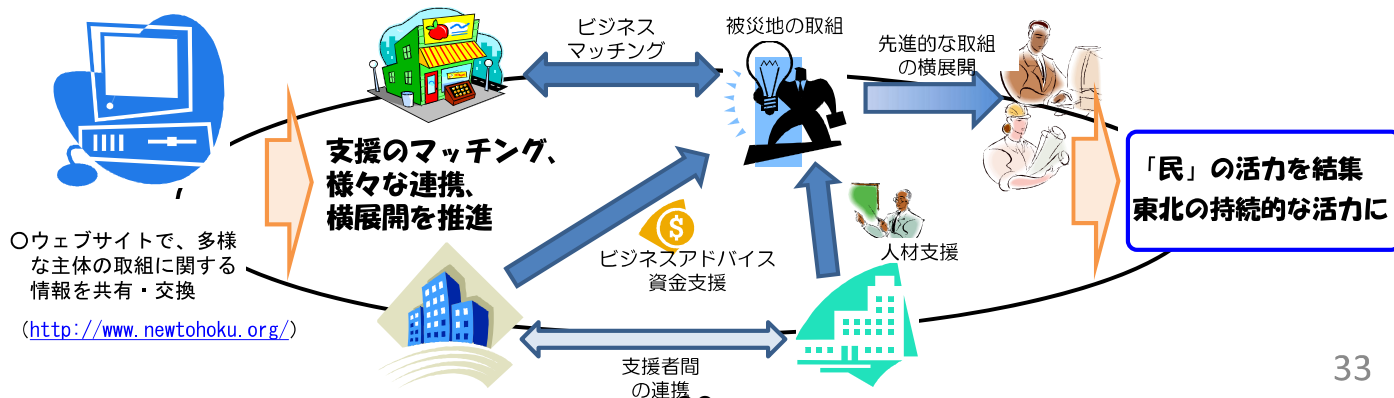 ビジネス
マッチング
被災地の取組
先進的な取組
の横展開
支援のマッチング、
様々な連携、
横展開を推進
「民」の活力を結集
東北の持続的な活力に
〇ウェブサイトで、多様
な主体の取組に関する
情報を共有・交換
(http://www.newtohoku.org/)
$
ビジネスアドバイス
資金支援
人材支援
支援者間
の連携
33